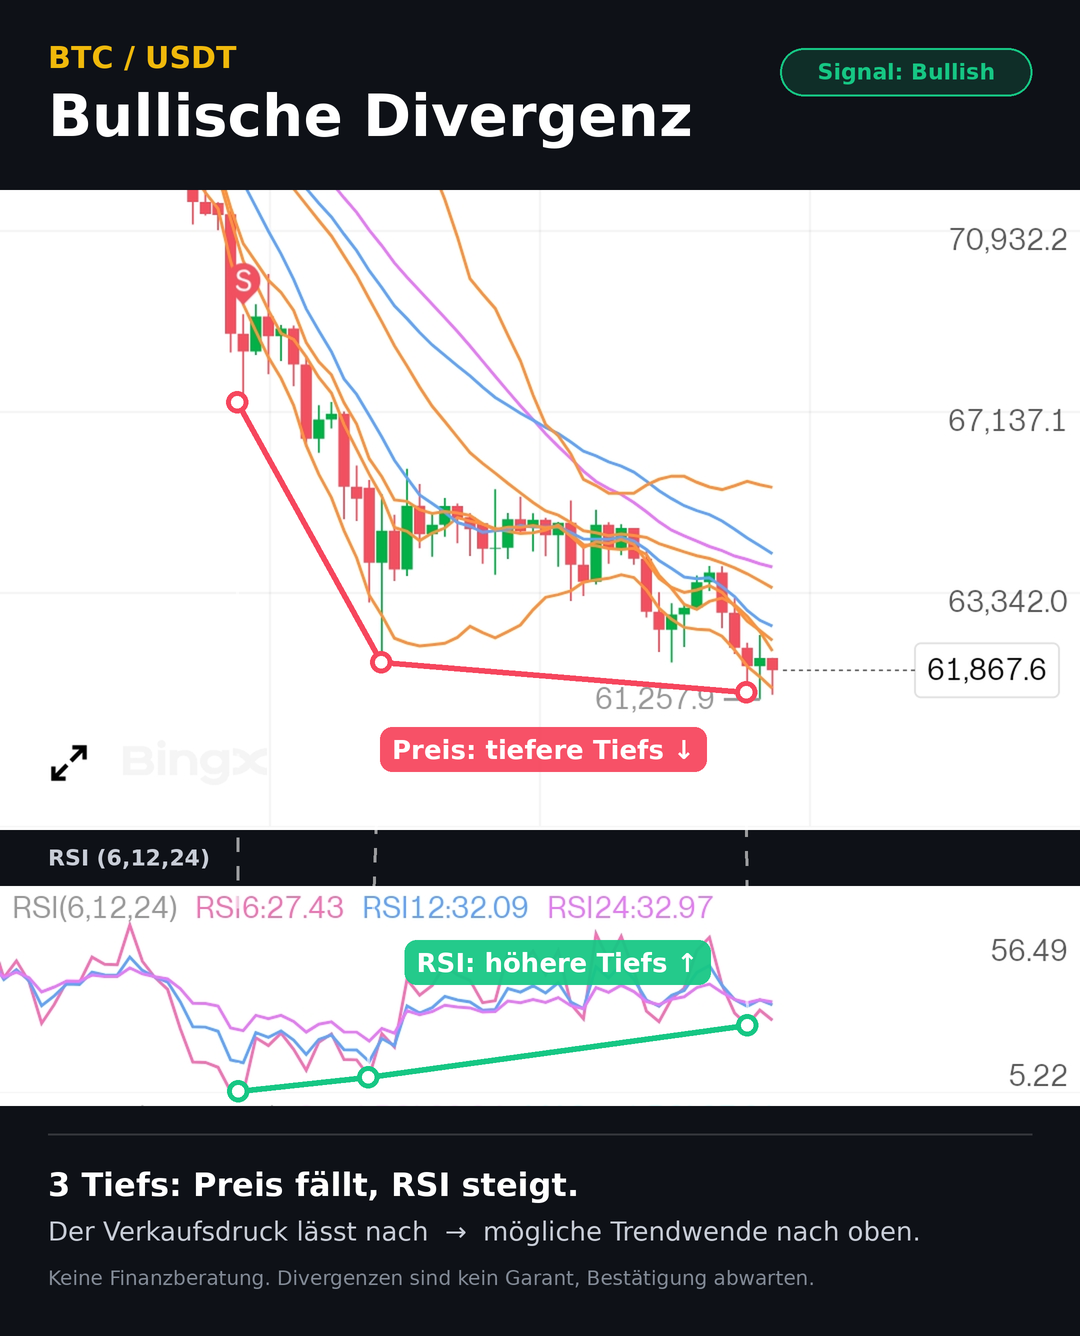 BTC / USDT
Signal: Bullish
Bullische Divergenz
70,932.2
S
67,137.1
63,342.0
61,867.6
61,257.9
Preis: tiefere Tiefs ↓
BingX
RSI (6,12,24)
RSI(6,12,24) RSI6:27.43 RSI12:32.09 RSI24:32.97
56.49
RSI: höhere Tiefs ↑
5.22
3 Tiefs: Preis fällt, RSI steigt.
Der Verkaufsdruck lässt nach → mögliche Trendwende nach oben.
Keine Finanzberatung. Divergenzen sind kein Garant, Bestätigung abwarten.